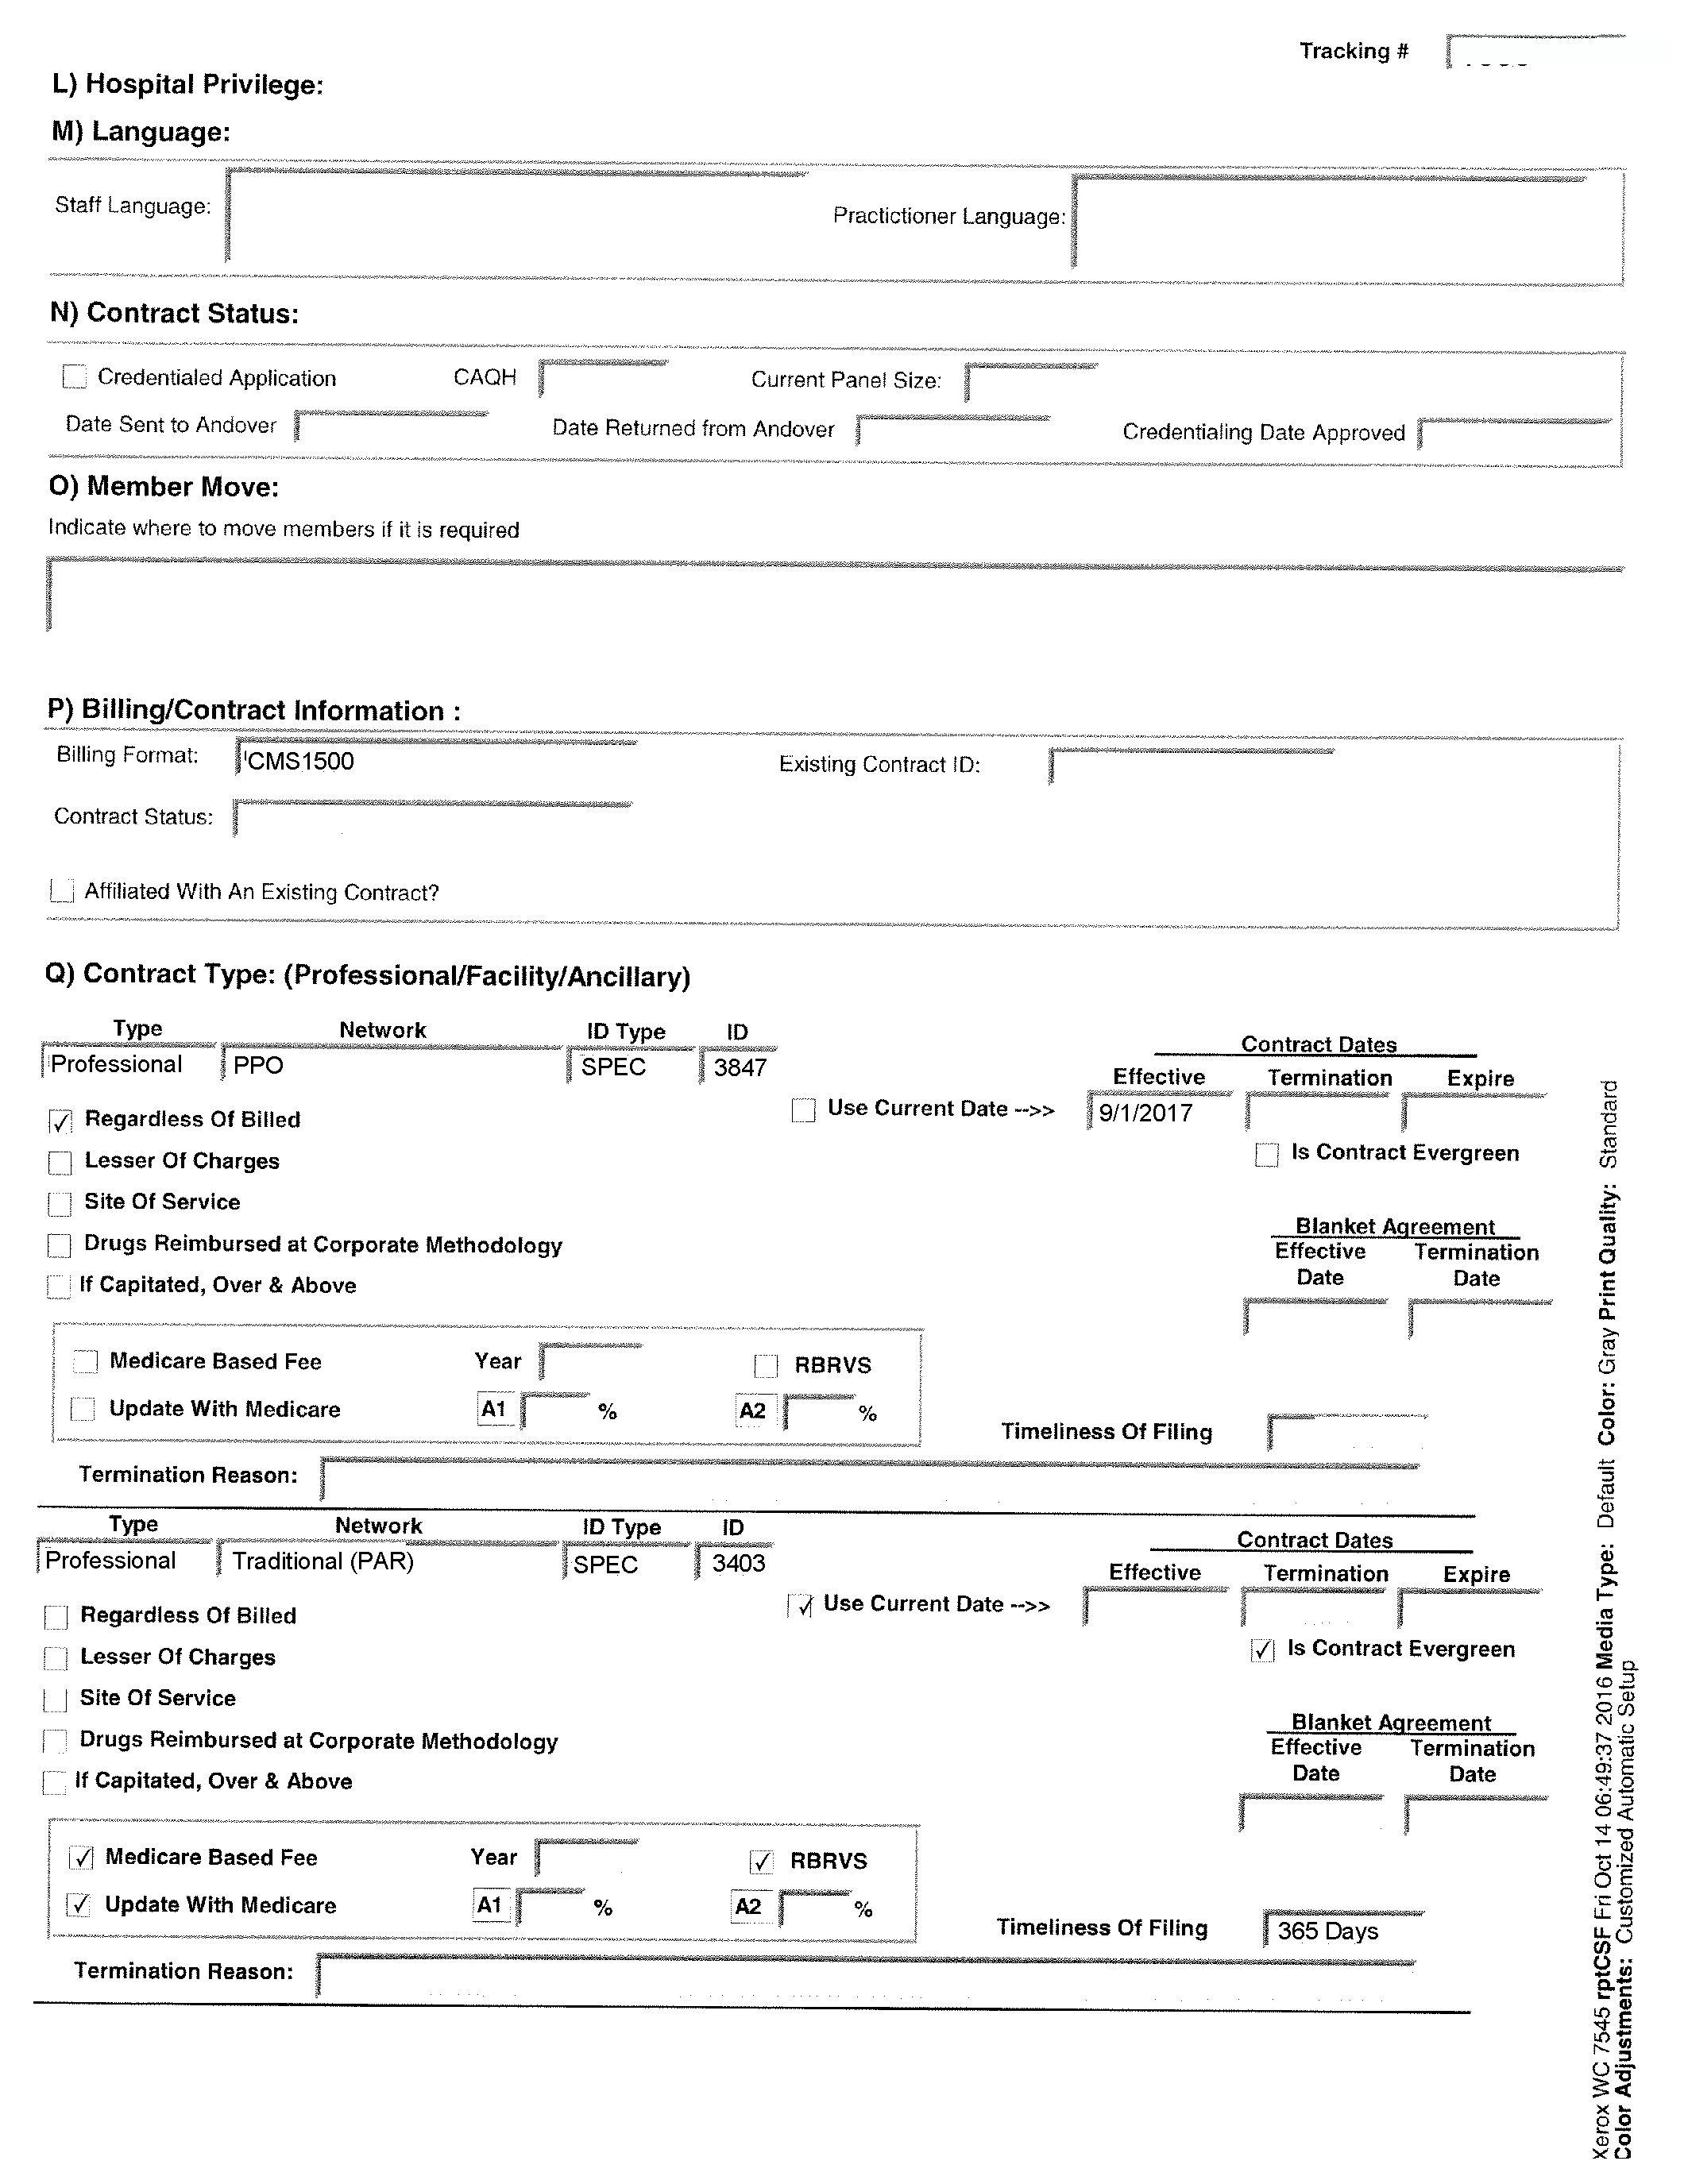 Tracking #
L) Hospital Privilege:
M) Language:
Staff Language:
Practictioner Language:
N) Contract Status:
Credentialed Application CAQH Current Panel Size:
Date Sent to Andover Date Returned from Andover Credentialing Date Approved
O) Member Move:
Indicate where to move members if it is required
P) Billing/Contract Information :
Billing Format: CMS1500 Existing Contract ID:
Contract Status:
Affiliated With An Existing Contract?
Q) Contract Type: (Professional/Facility/Ancillary)
Type Network ID Type ID
Professional PPO SPEC 3847
Contract Dates
Effective Termination Expire
Use Current Date -->> 9/1/2017
Regardless Of Billed
Is Contract Evergreen
Lesser Of Charges
Site Of Service
Blanket Agreement
Drugs Reimbursed at Corporate Methodology
Effective Date Termination Date
If Capitated, Over & Above
Medicare Based Fee Year RBRVS
Update With Medicare A1 % A2 %
Timeliness Of Filing
Termination Reason:
Type Network ID Type ID
Professional Traditional (PAR) SPEC 3403
Contract Dates
Effective Termination Expire
Use Current Date -->>
Regardless Of Billed
Is Contract Evergreen
Lesser Of Charges
Site Of Service
Blanket Agreement
Drugs Reimbursed at Corporate Methodology
Effective Date Termination Date
If Capitated, Over & Above
Medicare Based Fee Year RBRVS
Update With Medicare A1 % A2 %
Timeliness Of Filing 365 Days
Termination Reason:
Xerox WC 7545 rptCSF Fri Oct 14 06:49:37 2016 Media Type: Default Color: Gray Print Quality: Standard
Color Adjustments: Customized Automatic Setup